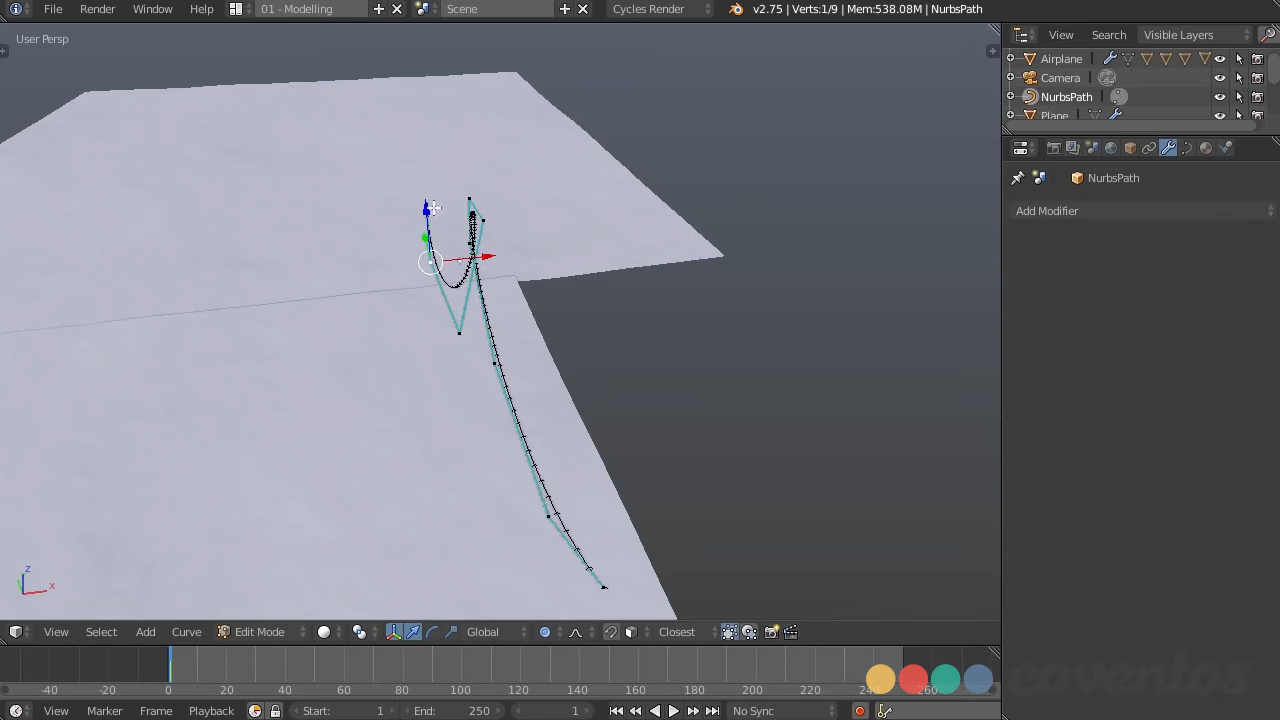 File Render Window Help 01 - Modelling Scene Cycles Render v2.75 | Verts:1/9 | Mem:538.08M | NurbsPath
User Persp
View Search Visible Layers
Airplane
Camera
NurbsPath
Plane
NurbsPath
Add Modifier
z
x
View Select Add Curve Edit Mode Global Closest
-40 -20 0 20 40 60 80 100 120 140 160 180 200 220 240 260
View Marker Frame Playback Start: 1 End: 250 1 No Sync
coventos